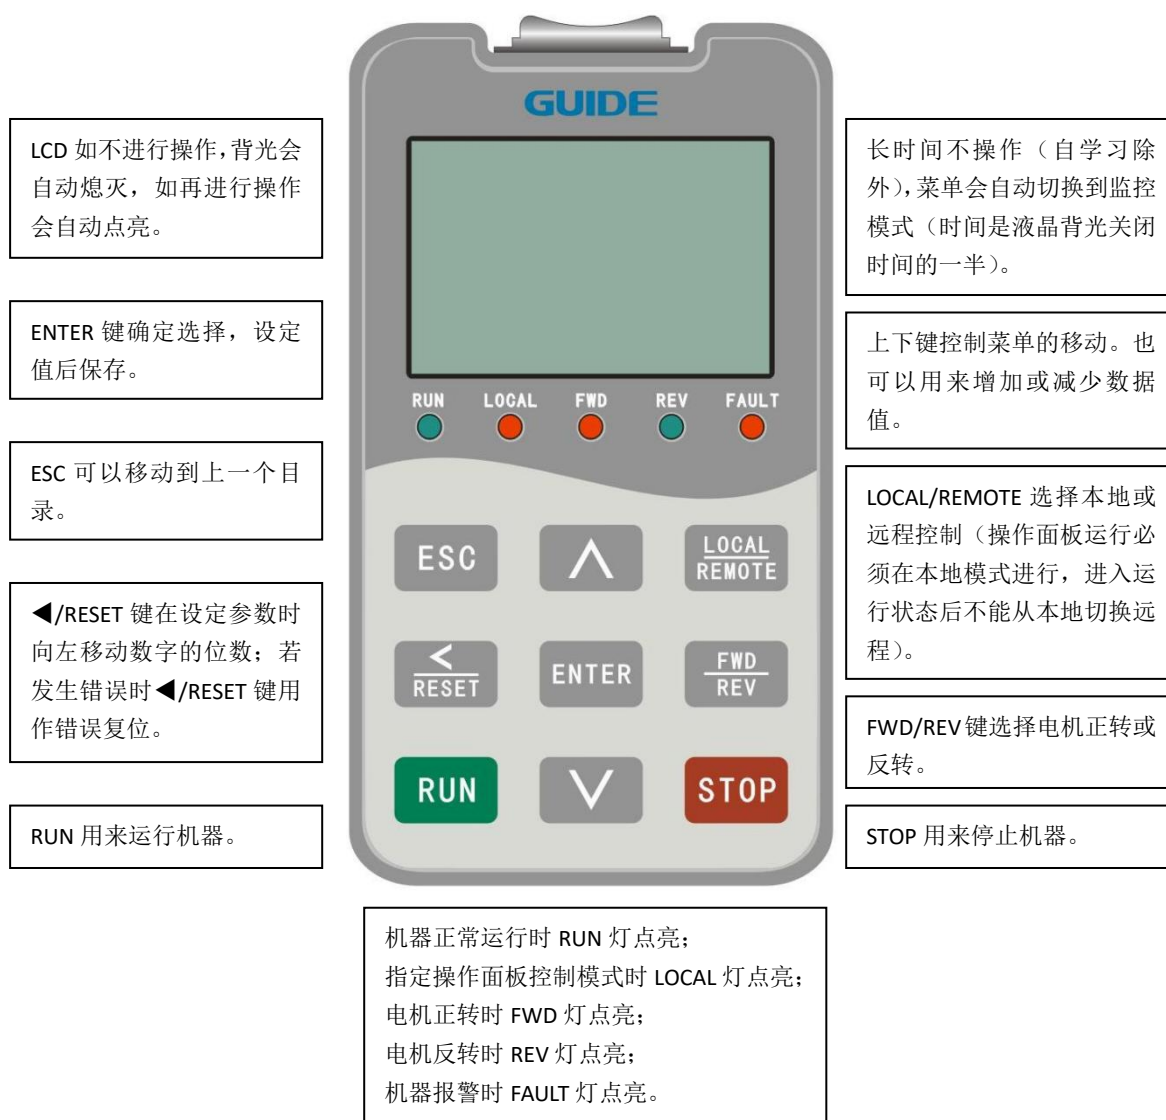 GUIDE
LCD 如不进行操作，背光会
自动熄灭，如再进行操作
会自动点亮。
ENTER 键确定选择，设定
值后保存。
ESC 可以移动到上一个目
录。
◀/RESET 键在设定参数时
向左移动数字的位数；若
发生错误时◀/RESET 键用
作错误复位。
RUN 用来运行机器。
RUN LOCAL FWD REV FAULT
ESC ∧ LOCAL
REMOTE
<
RESET ENTER FWD
REV
RUN ∨ STOP
长时间不操作（自学习除
外），菜单会自动切换到监控
模式（时间是液晶背光关闭
时间的一半）。
上下键控制菜单的移动。也
可以用来增加或减少数据
值。
LOCAL/REMOTE 选择本地或
远程控制（操作面板运行必
须在本地模式进行，进入运
行状态后不能从本地切换远
程）。
FWD/REV 键选择电机正转或
反转。
STOP 用来停止机器。
机器正常运行时 RUN 灯点亮；
指定操作面板控制模式时 LOCAL 灯点亮；
电机正转时 FWD 灯点亮；
电机反转时 REV 灯点亮；
机器报警时 FAULT 灯点亮。